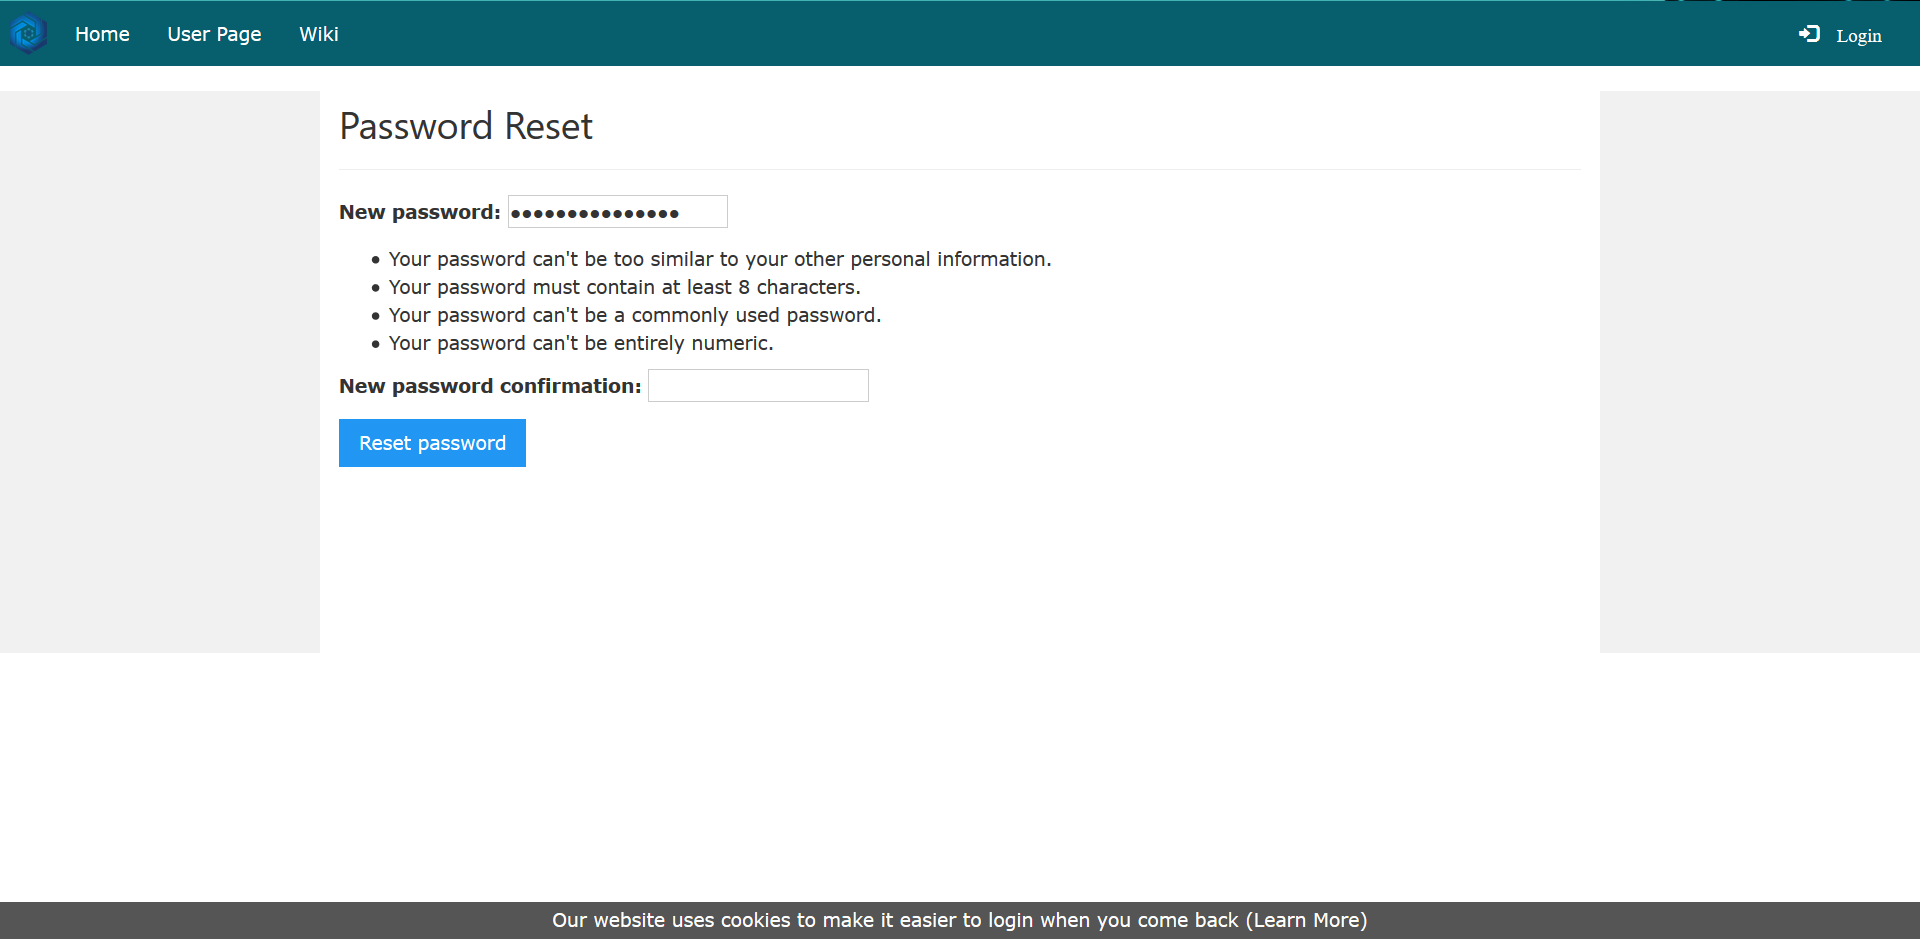 Home User Page Wiki Login
Password Reset
New password: •••••••••••••••
• Your password can't be too similar to your other personal information.
• Your password must contain at least 8 characters.
• Your password can't be a commonly used password.
• Your password can't be entirely numeric.
New password confirmation:
Reset password
Our website uses cookies to make it easier to login when you come back (Learn More)